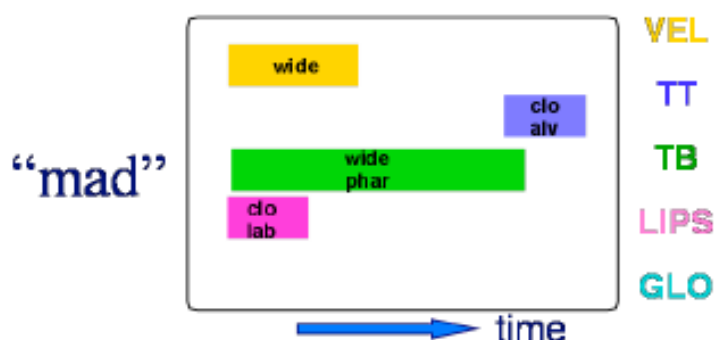 VEL
wide
TT
clo
alv
"mad"
wide
phar
TB
clo
lab
LIPS
GLO
time